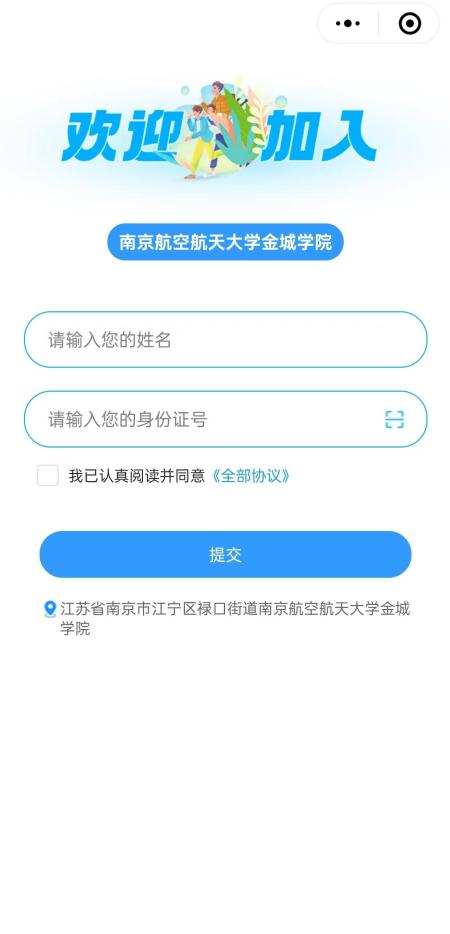 欢迎加入
南京航空航天大学金城学院
请输入您的姓名
请输入您的身份证号
我已认真阅读并同意《全部协议》
提交
江苏省南京市江宁区禄口街道南京航空航天大学金城
学院